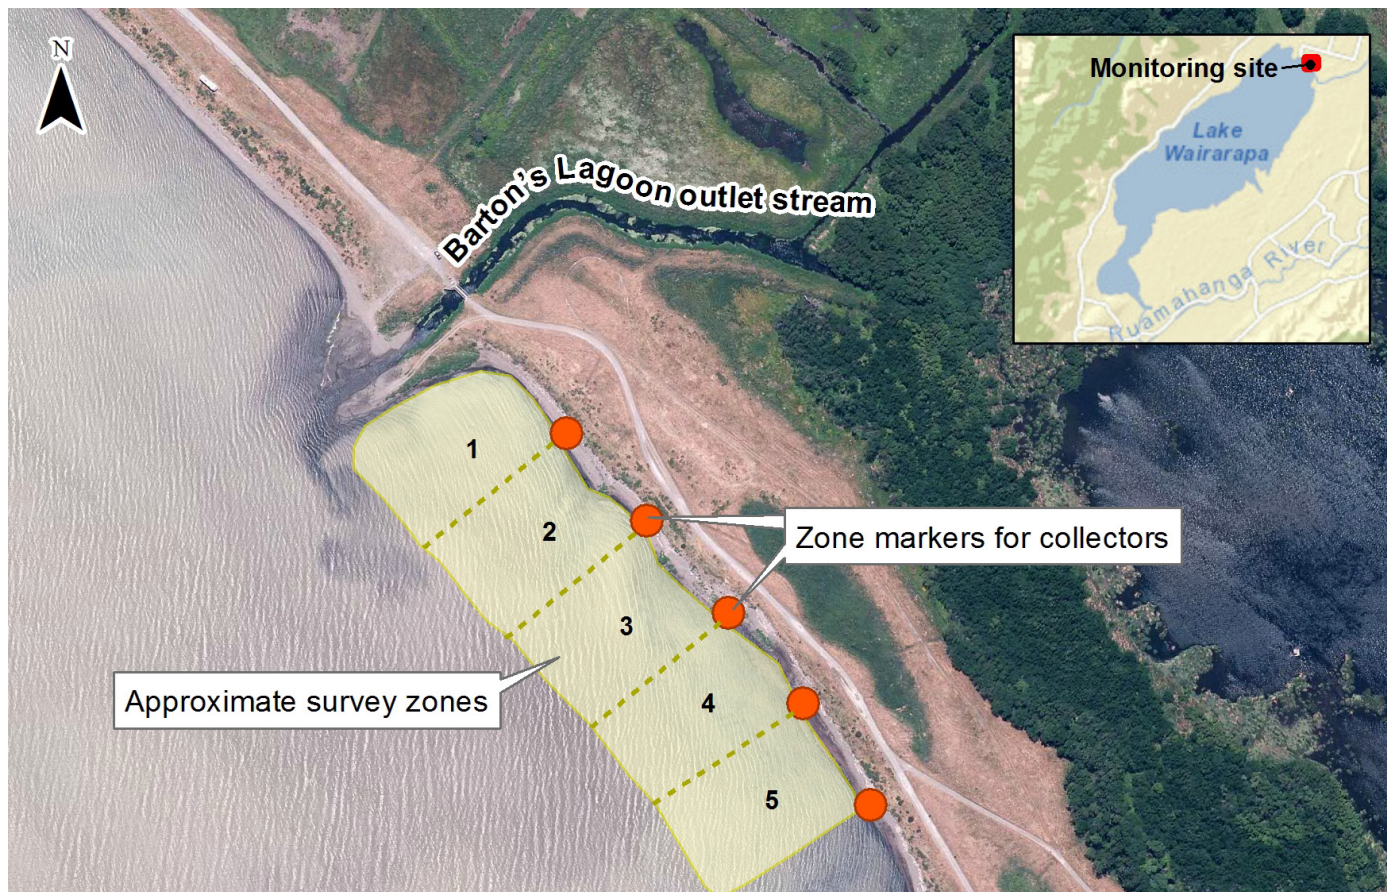 N
Monitoring site
Lake
Wairarapa
Ruamahanga River
Barton's Lagoon outlet stream
1
2
Zone markers for collectors
3
Approximate survey zones
4
5